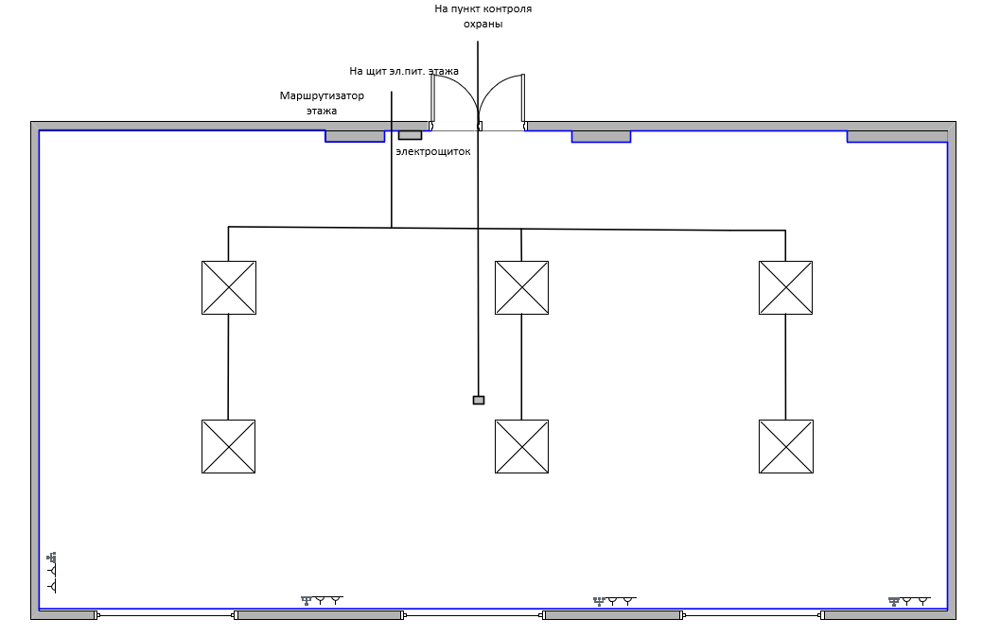 На пункт контроля
охраны
На щит эл.пит. этажа
Маршрутизатор
этажа
электрощиток